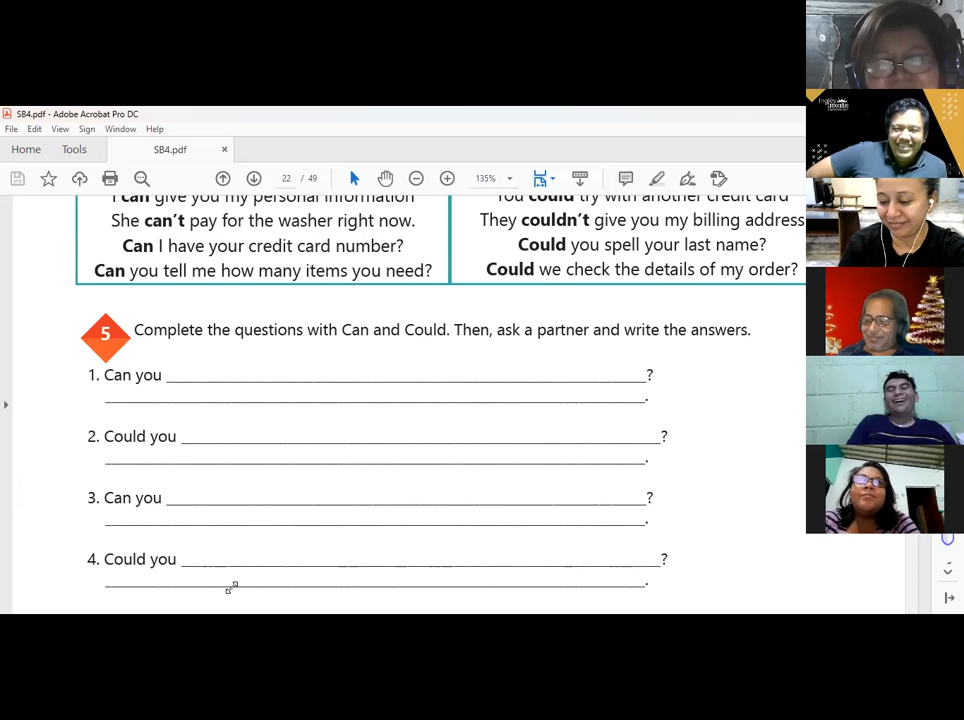 SB4.pdf - Adobe Acrobat Pro DC
File Edit View Sign Window Help
Home Tools SB4.pdf ×
22 / 49 135%
I can give you my personal information
She can't pay for the washer right now.
Can I have your credit card number?
Can you tell me how many items you need?
You could try with another credit card
They couldn't give you my billing address
Could you spell your last name?
Could we check the details of my order?
5 Complete the questions with Can and Could. Then, ask a partner and write the answers.
1. Can you ?
.
2. Could you ?
.
3. Can you ?
.
4. Could you ?
.
Inglés